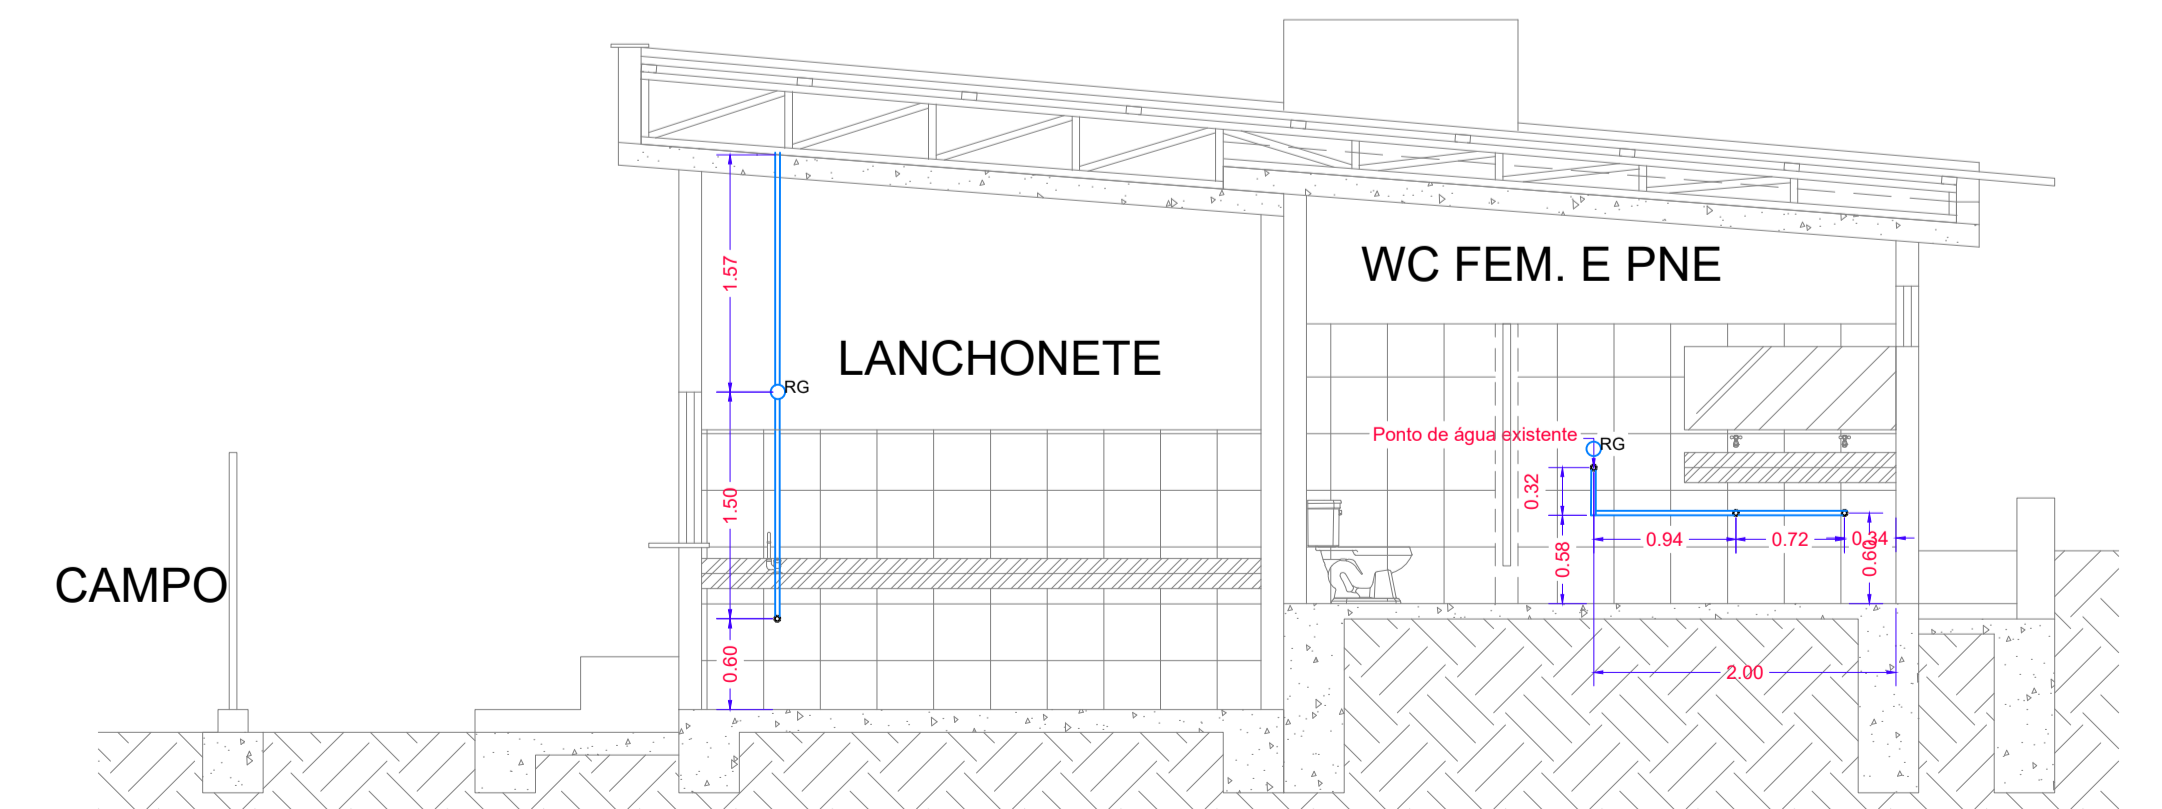 WC FEM. E PNE
1.57
LANCHONETE
RG
Ponto de água existente
RG
0.32
1.50
0.94
0.72
0.34
0.58
0.60
CAMPO
0.60
2.00